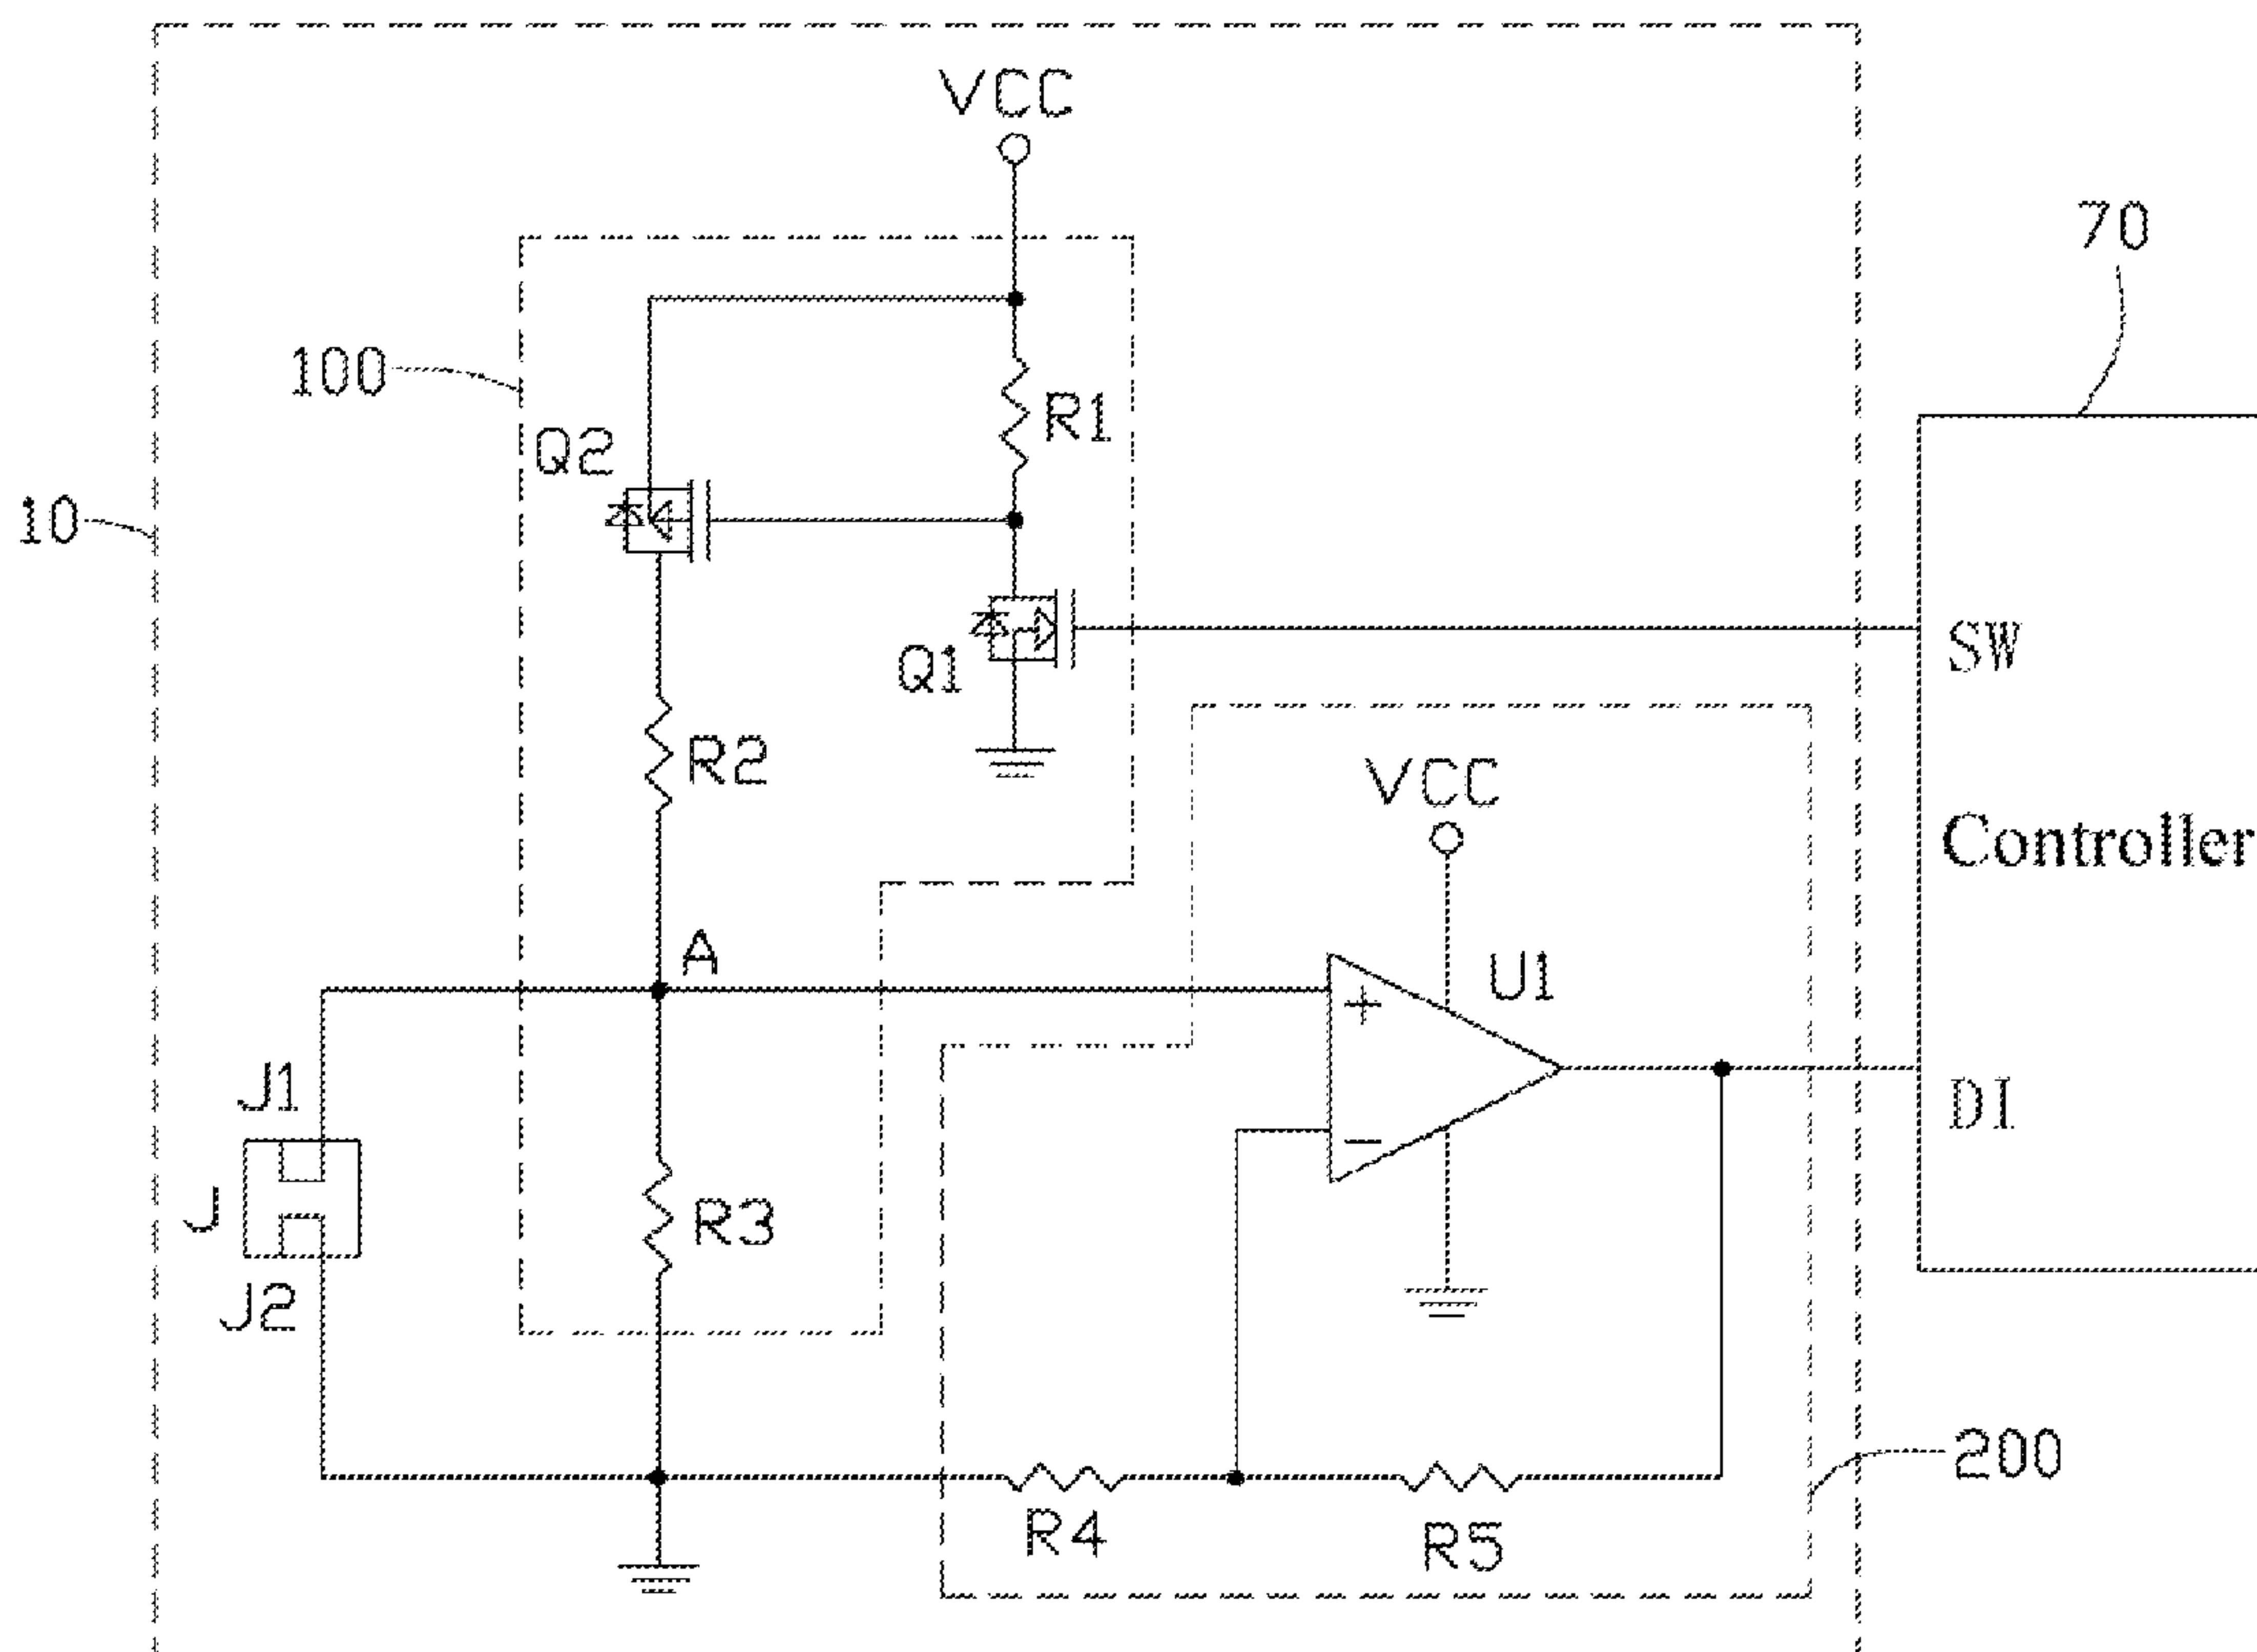 VCC
70
100
R1
Q2
10
SW
Q1
R2
VCC
Controller
A
U1
+
J1
DI
−
J
R3
J2
200
R4
R5